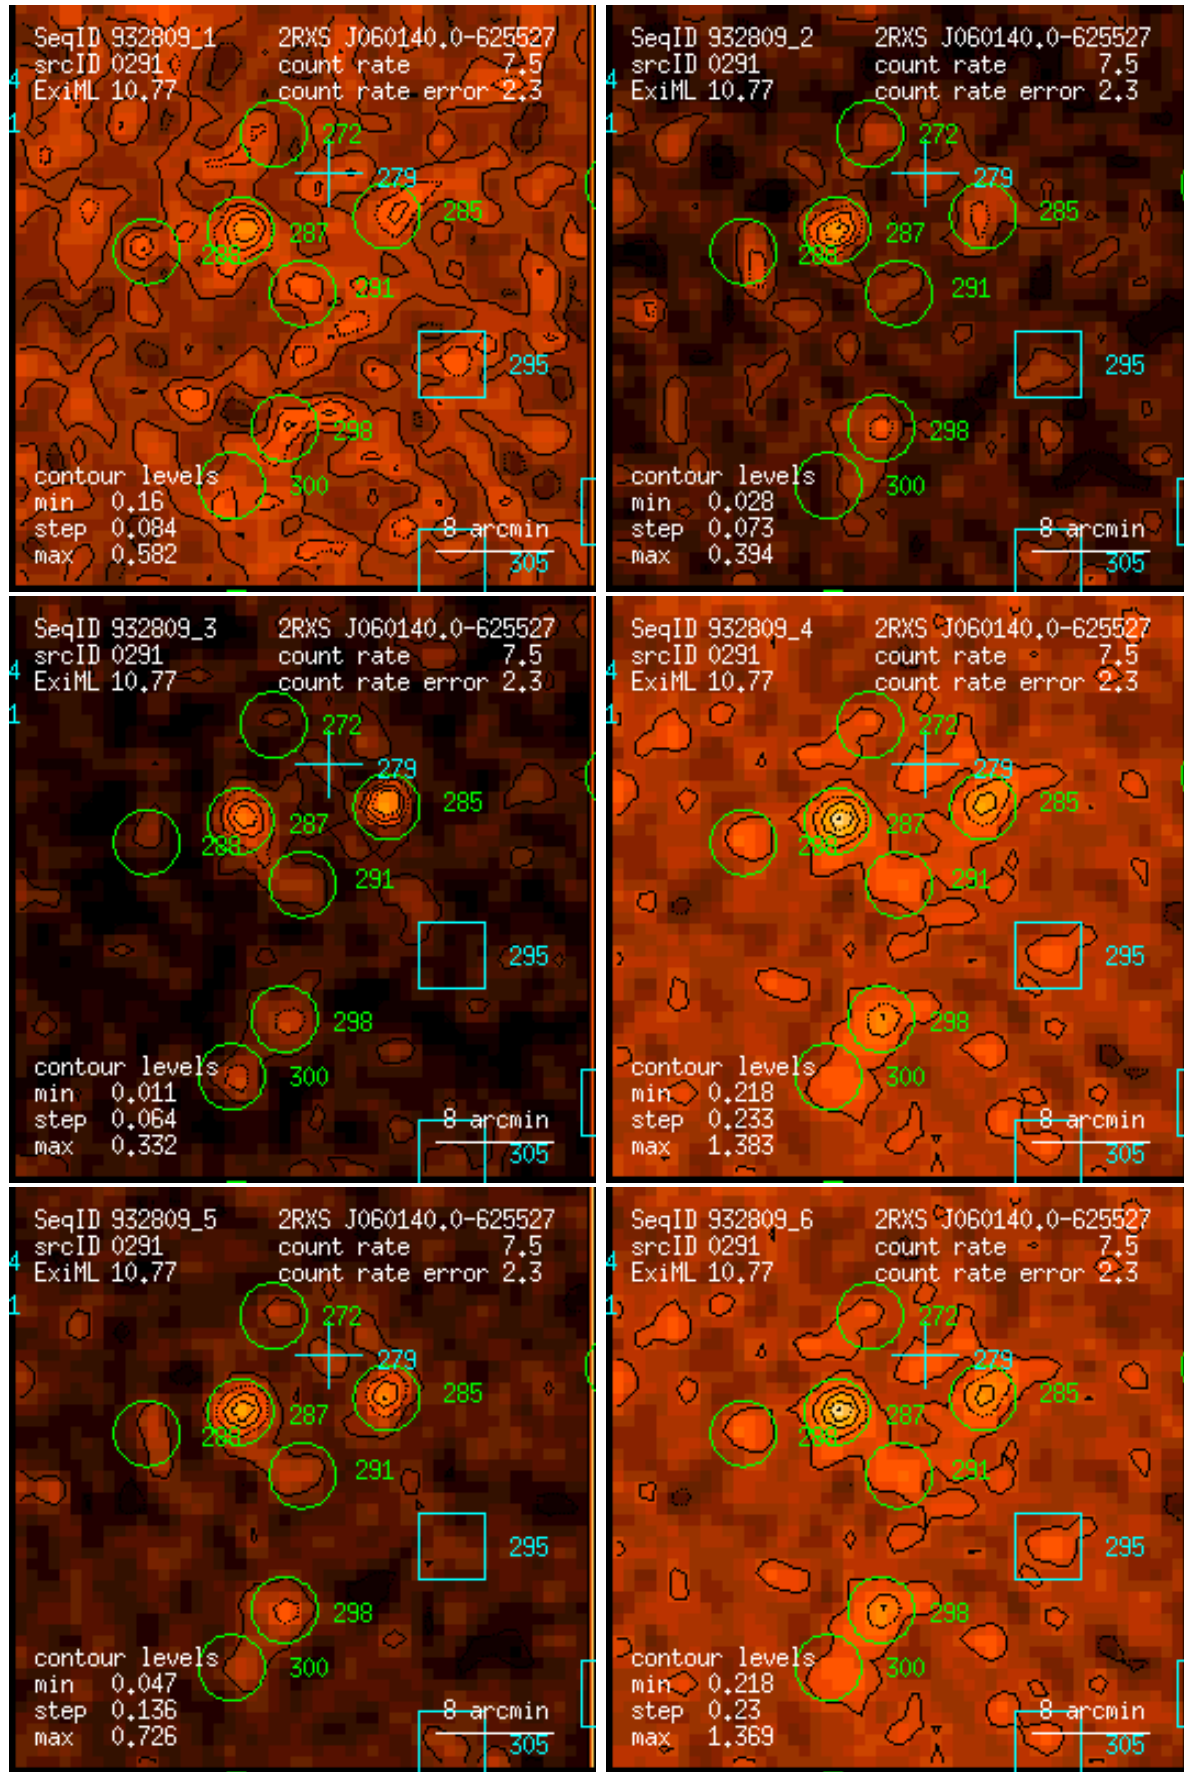 SeqID 932809_1 2RXS J060140.0-625527
srcID 0291 count rate 7.5
ExiML 10.77 count rate error 2.3
4
1
272
279
285
287
288
291
295
298
300
contour levels
min 0.16
step 0.084
max 0.582
8 arcmin
305
SeqID 932809_2 2RXS J060140.0-625527
srcID 0291 count rate 7.5
ExiML 10.77 count rate error 2.3
1
272
279
285
287
288
291
295
298
300
contour levels
min 0.028
step 0.073
max 0.394
8 arcmin
305
SeqID 932809_3 2RXS J060140.0-625527
srcID 0291 count rate 7.5
ExiML 10.77 count rate error 2.3
4
1
272
279
285
287
288
291
295
298
300
contour levels
min 0.011
step 0.064
max 0.332
8 arcmin
305
SeqID 932809_4 2RXS J060140.0-625527
srcID 0291 count rate 7.5
ExiML 10.77 count rate error 2.3
1
272
279
285
287
288
291
295
298
300
contour levels
min 0.218
step 0.233
max 1.383
8 arcmin
305
SeqID 932809_5 2RXS J060140.0-625527
srcID 0291 count rate 7.5
ExiML 10.77 count rate error 2.3
4
1
272
279
285
287
288
291
295
298
300
contour levels
min 0.047
step 0.136
max 0.726
8 arcmin
305
SeqID 932809_6 2RXS J060140.0-625527
srcID 0291 count rate 7.5
ExiML 10.77 count rate error 2.3
1
272
279
285
287
288
291
295
298
300
contour levels
min 0.218
step 0.23
max 1.369
8 arcmin
305